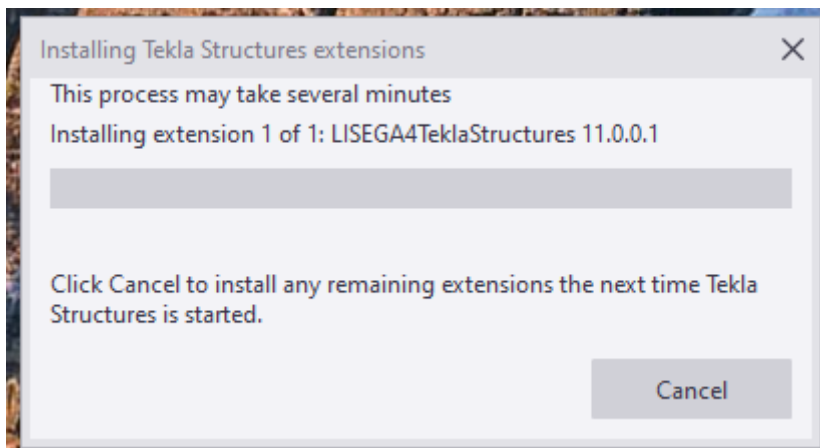 Installing Tekla Structures extensions
This process may take several minutes
Installing extension 1 of 1: LISEGA4TeklaStructures 11.0.0.1
Click Cancel to install any remaining extensions the next time Tekla
Structures is started.
Cancel